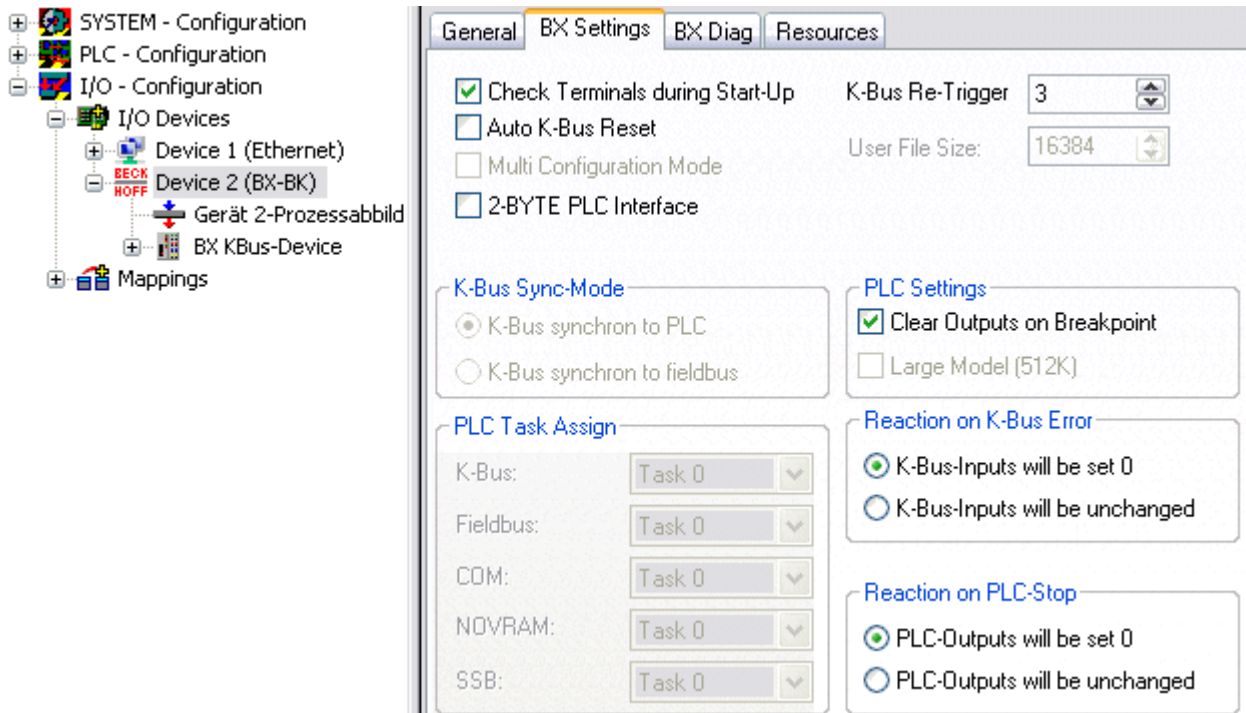 SYSTEM - Configuration
PLC - Configuration
I/O - Configuration
I/O Devices
Device 1 (Ethernet)
BECK
HOFF
Device 2 (BX-BK)
Gerät 2-Prozessabbild
BX KBus-Device
Mappings
General BX Settings BX Diag Resources
Check Terminals during Start-Up
Auto K-Bus Reset
Multi Configuration Mode
2-BYTE PLC Interface
K-Bus Re-Trigger 3
User File Size: 16384
K-Bus Sync-Mode
K-Bus synchron to PLC
K-Bus synchron to fieldbus
PLC Settings
Clear Outputs on Breakpoint
Large Model (512K)
PLC Task Assign
K-Bus: Task 0
Fieldbus: Task 0
COM: Task 0
NOVRAM: Task 0
SSB: Task 0
Reaction on K-Bus Error
K-Bus-Inputs will be set 0
K-Bus-Inputs will be unchanged
Reaction on PLC-Stop
PLC-Outputs will be set 0
PLC-Outputs will be unchanged